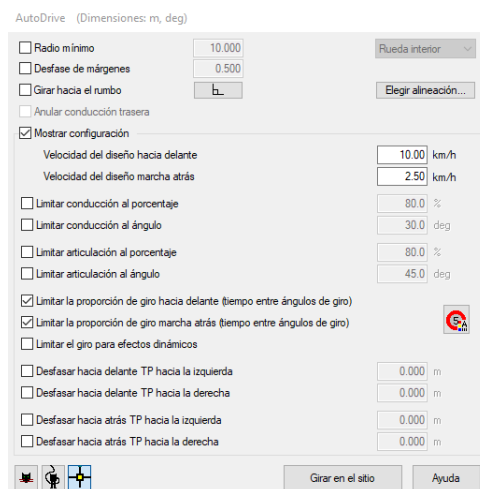 AutoDrive (Dimensiones: m, deg)
Radio mínimo 10.000 Rueda interior
Desfase de márgenes 0.500
Girar hacia el rumbo Elegir alineación...
Anular conducción trasera
Mostrar configuración
Velocidad del diseño hacia delante 10.00 km/h
Velocidad del diseño marcha atrás 2.50 km/h
Limitar conducción al porcentaje 80.0 %
Limitar conducción al ángulo 30.0 deg
Limitar articulación al porcentaje 80.0 %
Limitar articulación al ángulo 45.0 deg
Limitar la proporción de giro hacia delante (tiempo entre ángulos de giro)
Limitar la proporción de giro marcha atrás (tiempo entre ángulos de giro)
5 A
Limitar el giro para efectos dinámicos
Desfasar hacia delante TP hacia la izquierda 0.000 m
Desfasar hacia delante TP hacia la derecha 0.000 m
Desfasar hacia atrás TP hacia la izquierda 0.000 m
Desfasar hacia atrás TP hacia la derecha 0.000 m
Girar en el sitio Ayuda